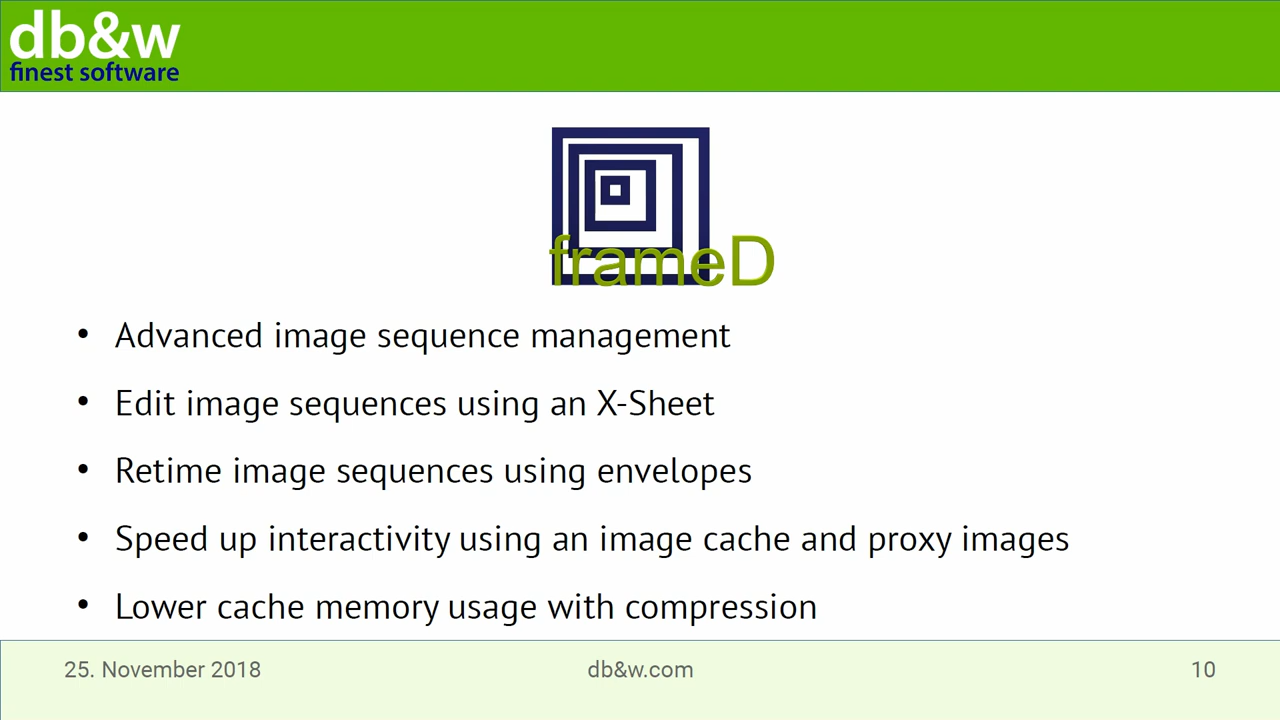 db&w
finest software
frameD
• Advanced image sequence management
• Edit image sequences using an X-Sheet
• Retime image sequences using envelopes
• Speed up interactivity using an image cache and proxy images
• Lower cache memory usage with compression
25. November 2018
db&w.com
10